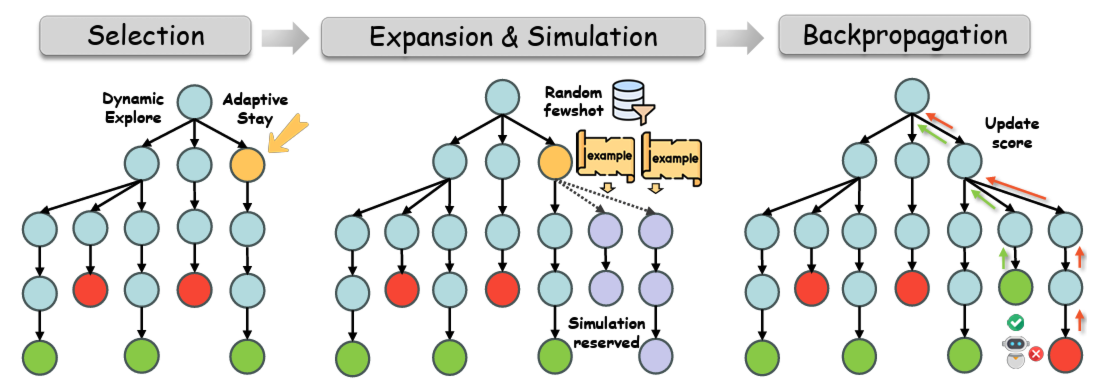 Selection
Expansion & Simulation
Backpropagation
Dynamic
Explore
Adaptive
Stay
Random
fewshot
example
example
Simulation
reserved
Update
score